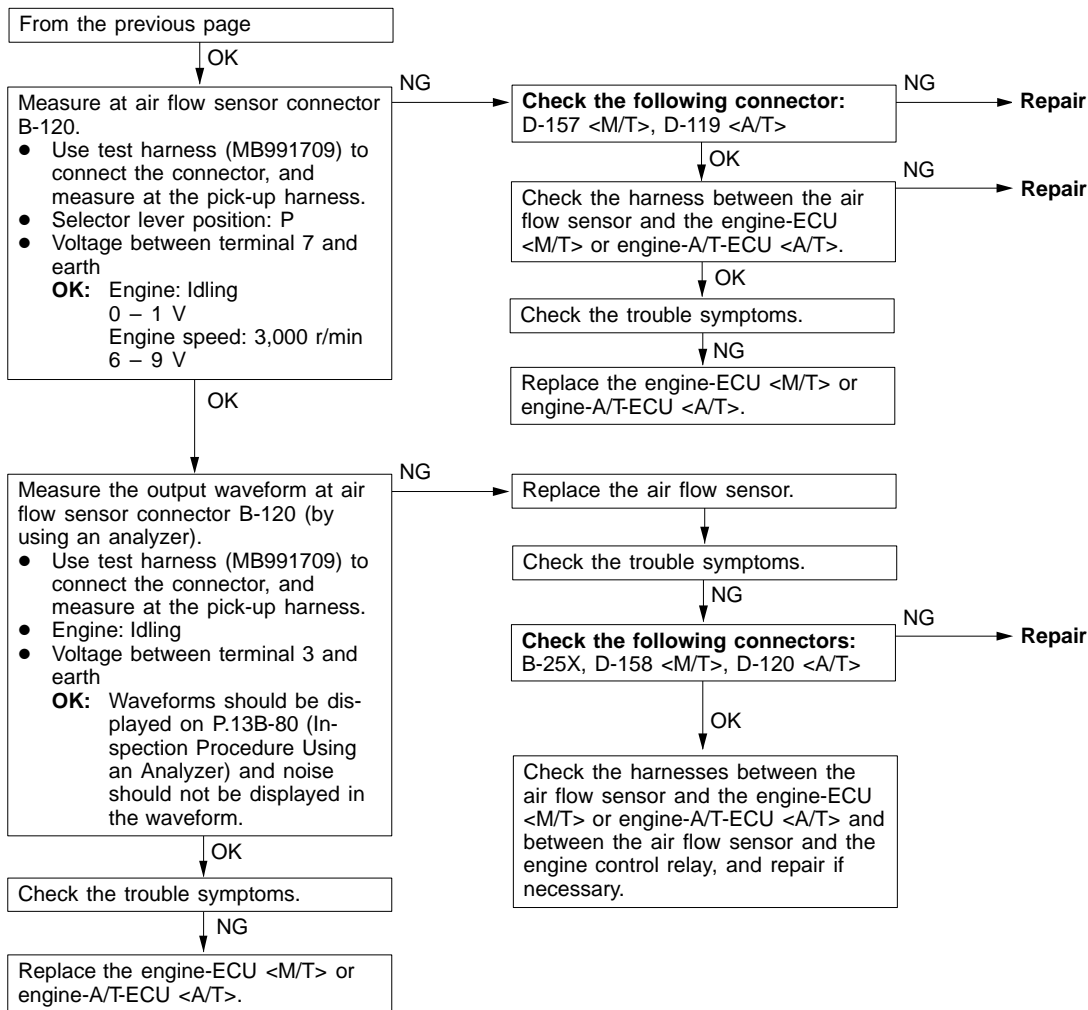 From the previous page
OK
Measure at air flow sensor connector
B-120.
● Use test harness (MB991709) to
connect the connector, and
measure at the pick-up harness.
● Selector lever position: P
● Voltage between terminal 7 and
earth
OK: Engine: Idling
0 – 1 V
Engine speed: 3,000 r/min
6 – 9 V
NG
Check the following connector:
D-157 <M/T>, D-119 <A/T>
NG
Repair
OK
Check the harness between the air
flow sensor and the engine-ECU
<M/T> or engine-A/T-ECU <A/T>.
NG
Repair
OK
Check the trouble symptoms.
NG
Replace the engine-ECU <M/T> or
engine-A/T-ECU <A/T>.
OK
Measure the output waveform at air
flow sensor connector B-120 (by
using an analyzer).
● Use test harness (MB991709) to
connect the connector, and
measure at the pick-up harness.
● Engine: Idling
● Voltage between terminal 3 and
earth
OK: Waveforms should be dis-
played on P.13B-80 (In-
spection Procedure Using
an Analyzer) and noise
should not be displayed in
the waveform.
NG
Replace the air flow sensor.
Check the trouble symptoms.
NG
Check the following connectors:
B-25X, D-158 <M/T>, D-120 <A/T>
NG
Repair
OK
Check the harnesses between the
air flow sensor and the engine-ECU
<M/T> or engine-A/T-ECU <A/T> and
between the air flow sensor and the
engine control relay, and repair if
necessary.
OK
Check the trouble symptoms.
NG
Replace the engine-ECU <M/T> or
engine-A/T-ECU <A/T>.